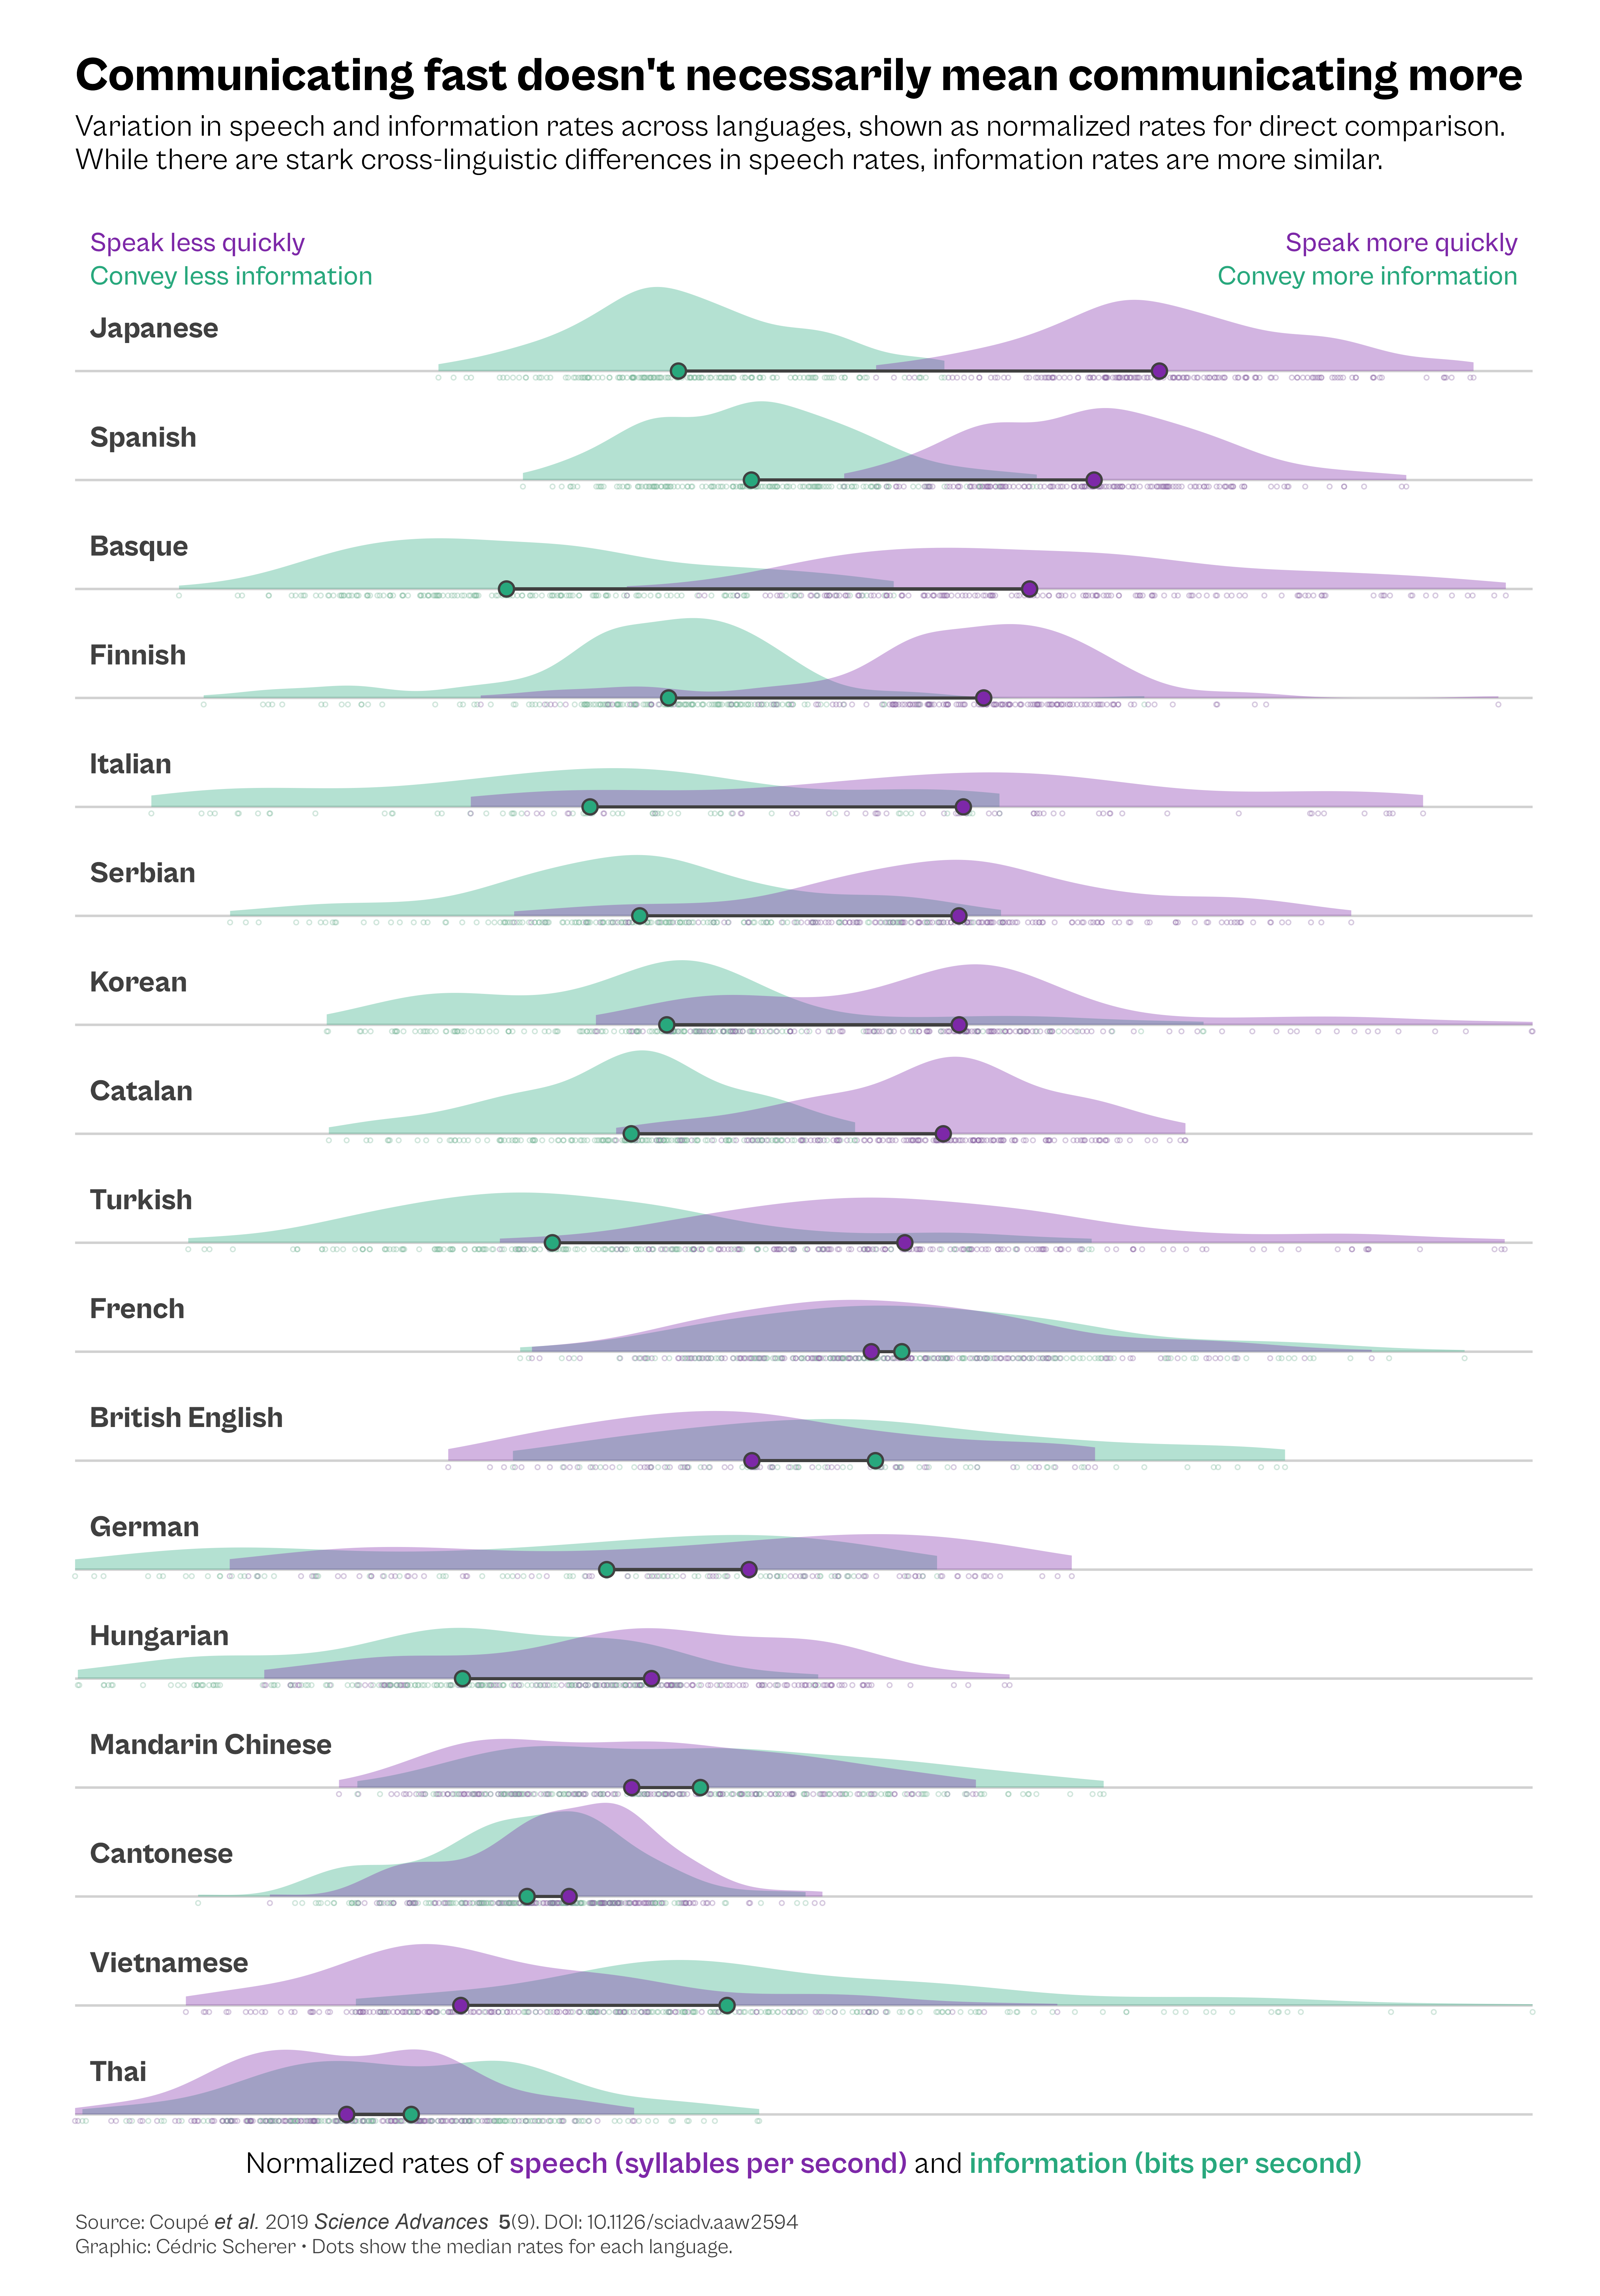 Communicating fast doesn't necessarily mean communicating more
Variation in speech and information rates across languages, shown as normalized rates for direct comparison.
While there are stark cross-linguistic differences in speech rates, information rates are more similar.
Speak less quickly
Speak more quickly
Convey less information
Convey more information
Japanese
Spanish
Basque
Finnish
Italian
Serbian
Korean
Catalan
Turkish
French
British English
German
Hungarian
Mandarin Chinese
Cantonese
Vietnamese
Thai
Normalized rates of speech (syllables per second) and information (bits per second)
Source: Coupé et al. 2019 Science Advances 5(9). DOI: 10.1126/sciadv.aaw2594
Graphic: Cédric Scherer • Dots show the median rates for each language.